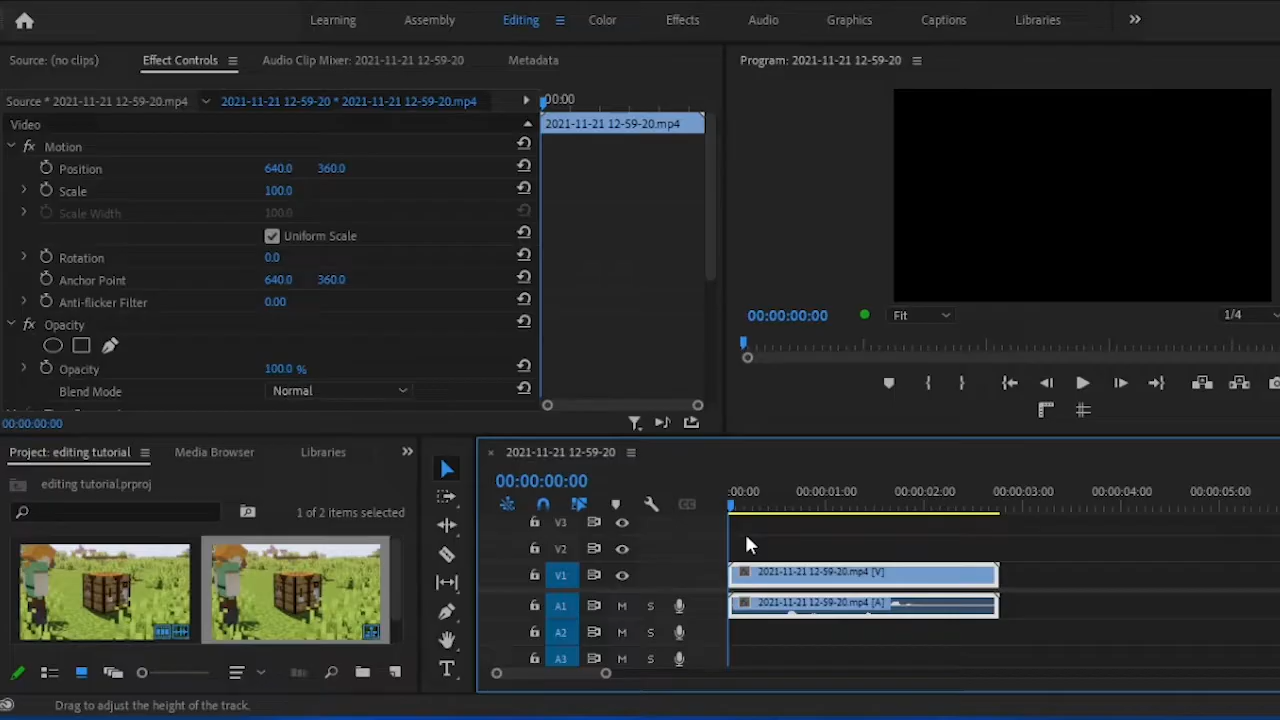 Learning Assembly Editing Color Effects Audio Graphics Captions Libraries
Source: (no clips) Effect Controls Audio Clip Mixer: 2021-11-21 12-59-20 Metadata
Program: 2021-11-21 12-59-20
Source * 2021-11-21 12-59-20.mp4 2021-11-21 12-59-20 * 2021-11-21 12-59-20.mp4
:00:00
Video
2021-11-21 12-59-20.mp4
fx Motion
Position 640.0 360.0
Scale 100.0
Scale Width 100.0
Uniform Scale
Rotation 0.0
Anchor Point 640.0 360.0
Anti-flicker Filter 0.00
fx Opacity
Opacity 100.0 %
Blend Mode Normal
00:00:00:00
00:00:00:00 Fit 1/4
Project: editing tutorial Media Browser Libraries
editing tutorial.prproj
1 of 2 items selected
2021-11-21 12-59-20
00:00:00:00
:00:00 00:00:01:00 00:00:02:00 00:00:03:00 00:00:04:00 00:00:05:00
CC
V3
V2
V1 2021-11-21 12-59-20.mp4 [V]
A1 M S 2021-11-21 12-59-20.mp4 [A]
A2 M S
A3 M S
T
Drag to adjust the height of the track.